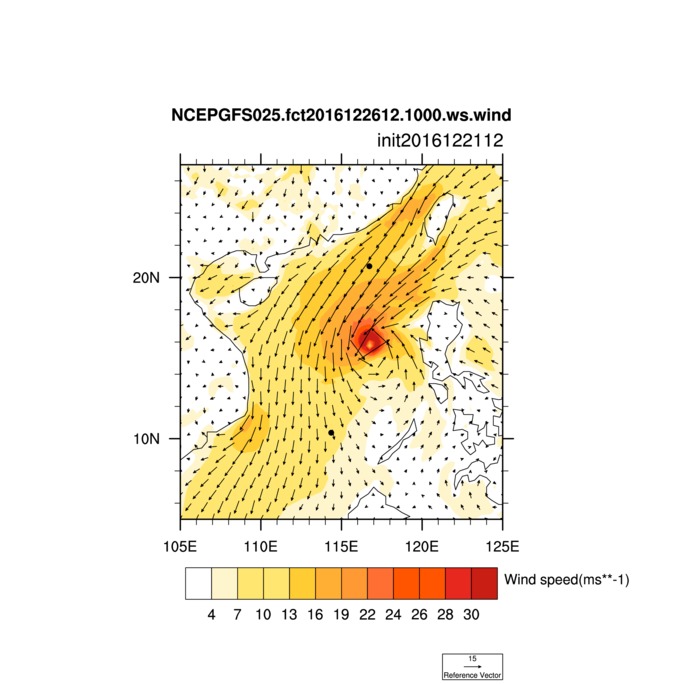 NCEPGFS025.fct2016122612.1000.ws.wind
init2016122112
20N
10N
105E 110E 115E 120E 125E
Wind speed(ms**-1)
4 7 10 13 16 19 22 24 26 28 30
15
Reference Vector